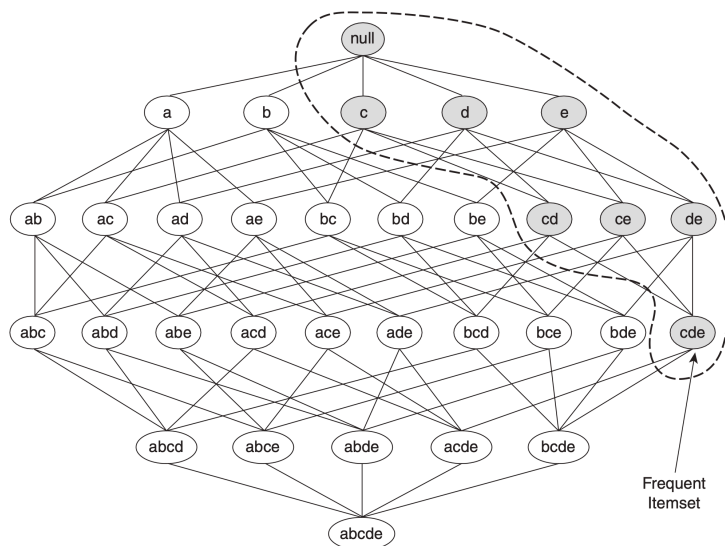 null
a b c d e
ab ac ad ae bc bd be cd ce de
abc abd abe acd ace ade bcd bce bde cde
abcd abce abde acde bcde
Frequent
Itemset
abcde